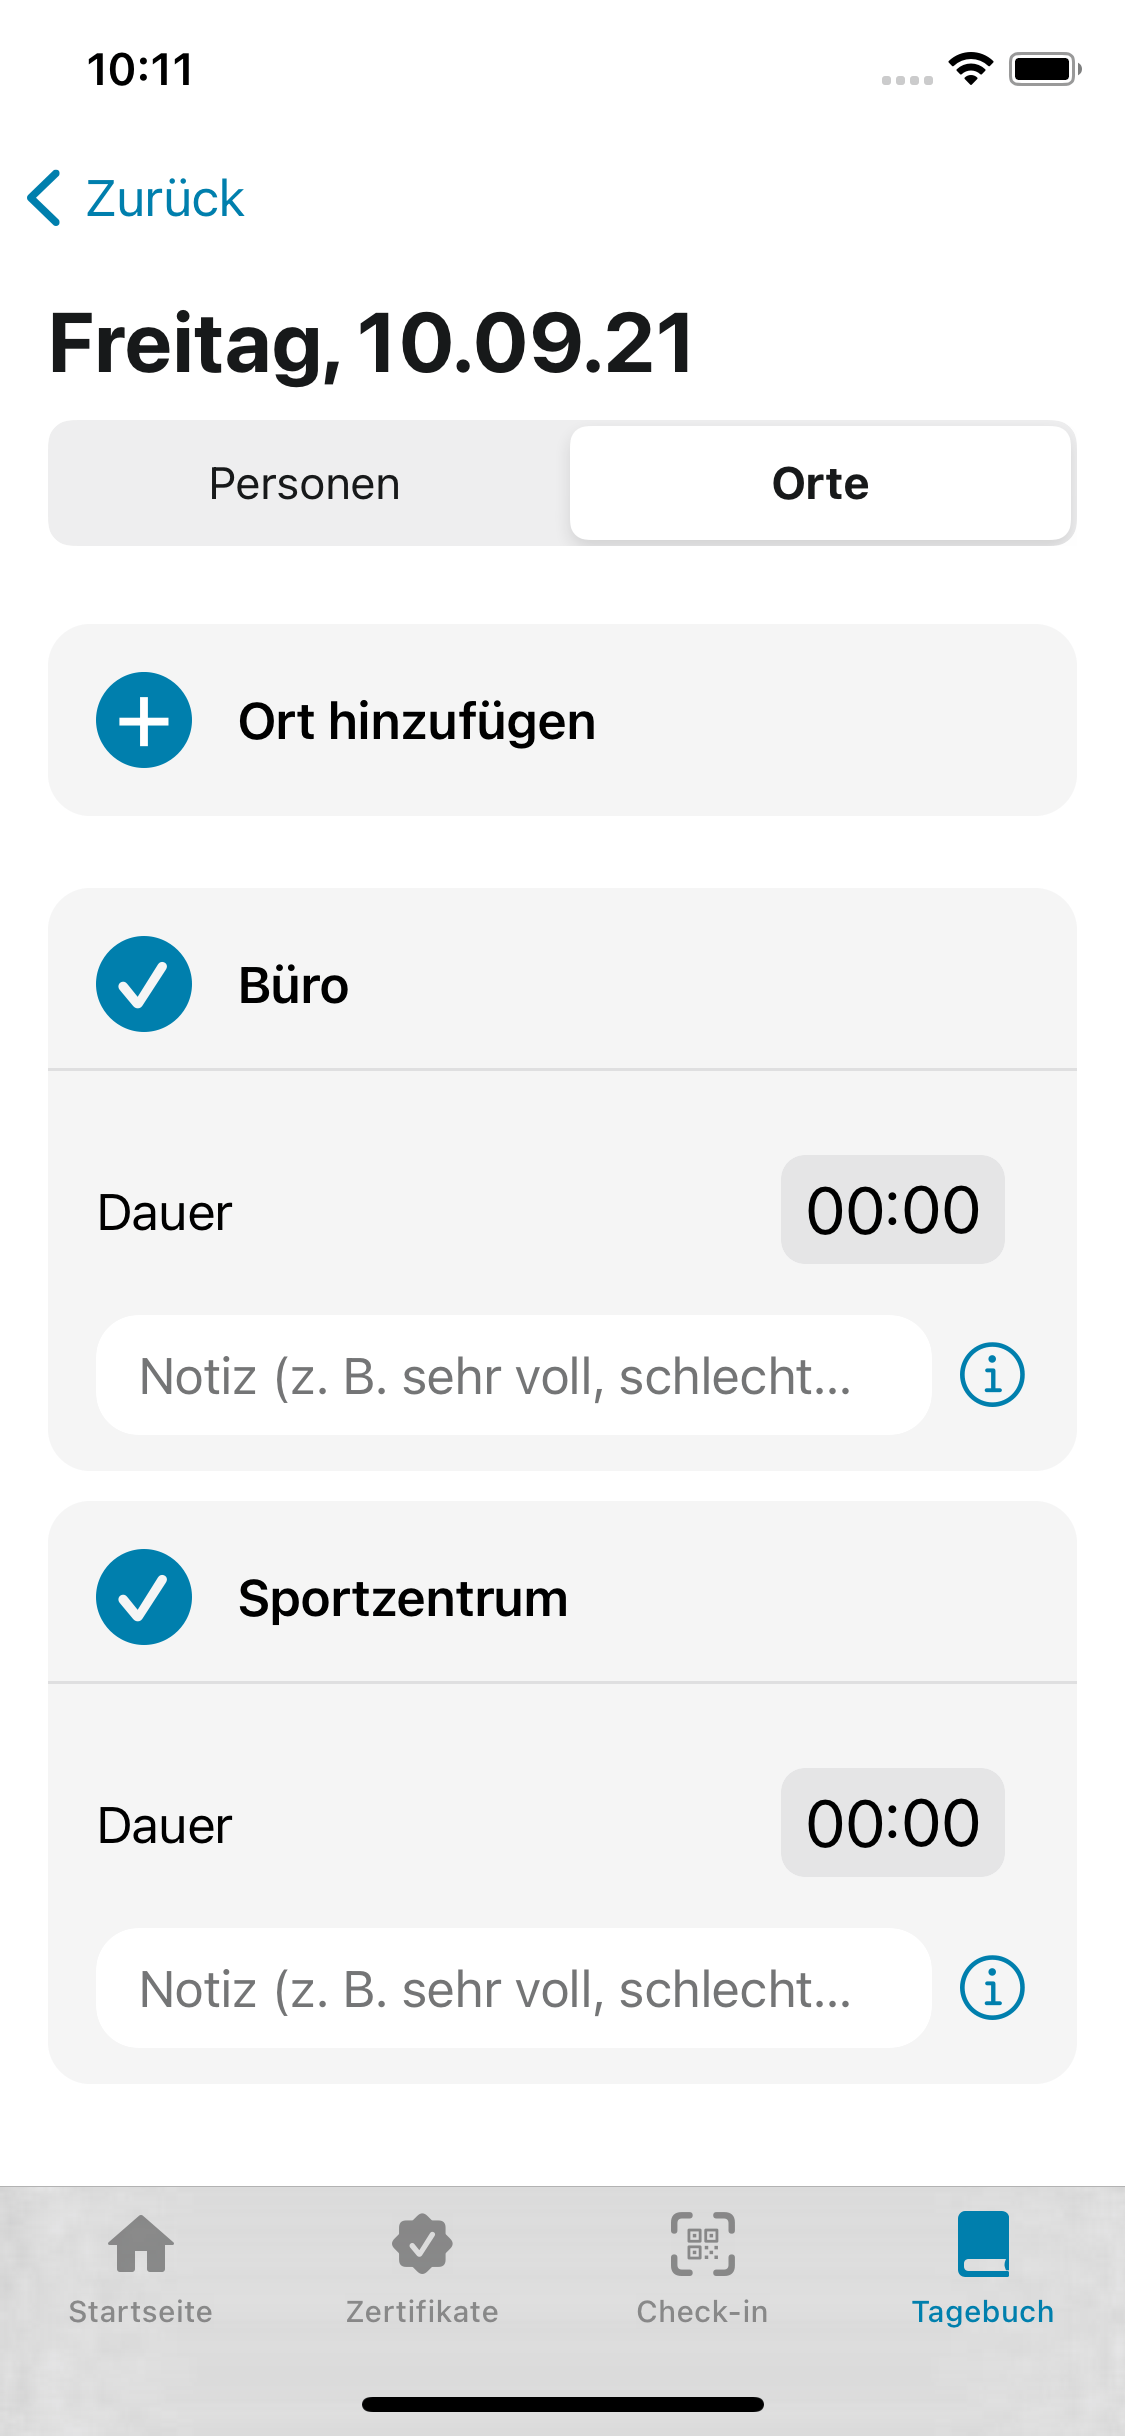 10:11
Zurück
Freitag, 10.09.21
Personen
Orte
Ort hinzufügen
Büro
Dauer
00:00
Notiz (z. B. sehr voll, schlecht...
Sportzentrum
Dauer
00:00
Notiz (z. B. sehr voll, schlecht...
Startseite
Zertifikate
Check-in
Tagebuch